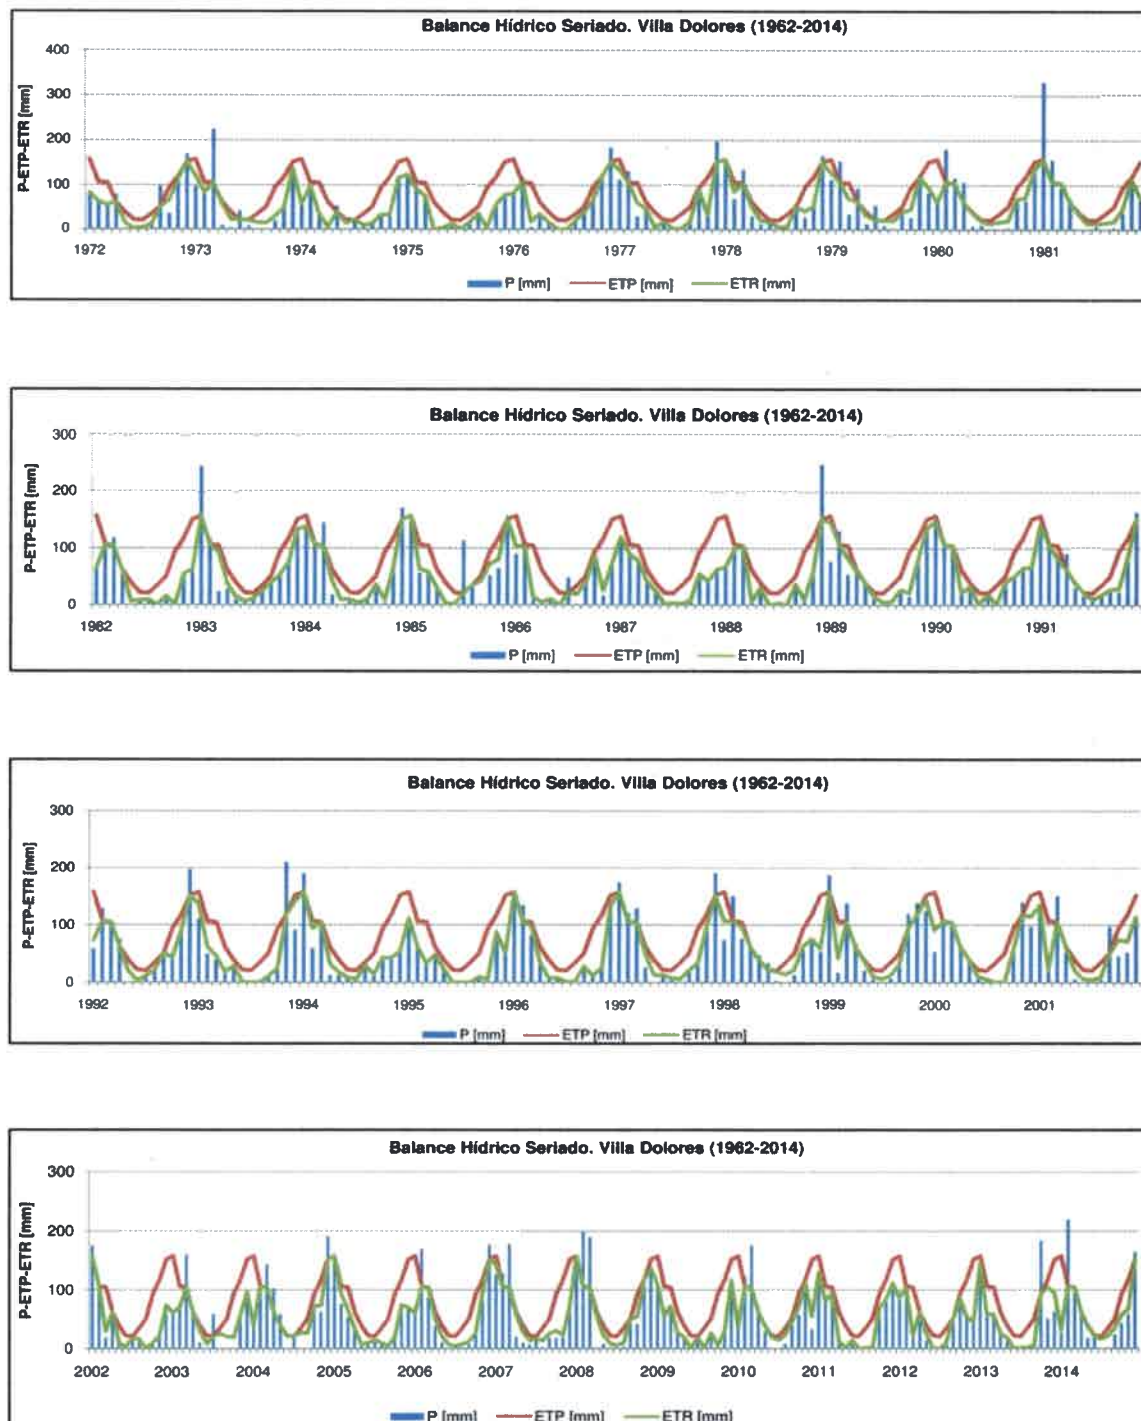 Balance Hídrico Seriado. Villa Dolores (1962-2014)
P-ETP-ETR [mm]
400
300
200
100
0
1972 1973 1974 1975 1976 1977 1978 1979 1980 1981
P [mm] ETP [mm] ETR [mm]
Balance Hídrico Seriado. Villa Dolores (1962-2014)
P-ETP-ETR [mm]
300
200
100
0
1982 1983 1984 1985 1986 1987 1988 1989 1990 1991
P [mm] ETP [mm] ETR [mm]
Balance Hídrico Seriado. Villa Dolores (1962-2014)
P-ETP-ETR [mm]
300
200
100
0
1992 1993 1994 1995 1996 1997 1998 1999 2000 2001
P [mm] ETP [mm] ETR [mm]
Balance Hídrico Seriado. Villa Dolores (1962-2014)
P-ETP-ETR [mm]
300
200
100
0
2002 2003 2004 2005 2006 2007 2008 2009 2010 2011 2012 2013 2014
P [mm] ETP [mm] ETR [mm]